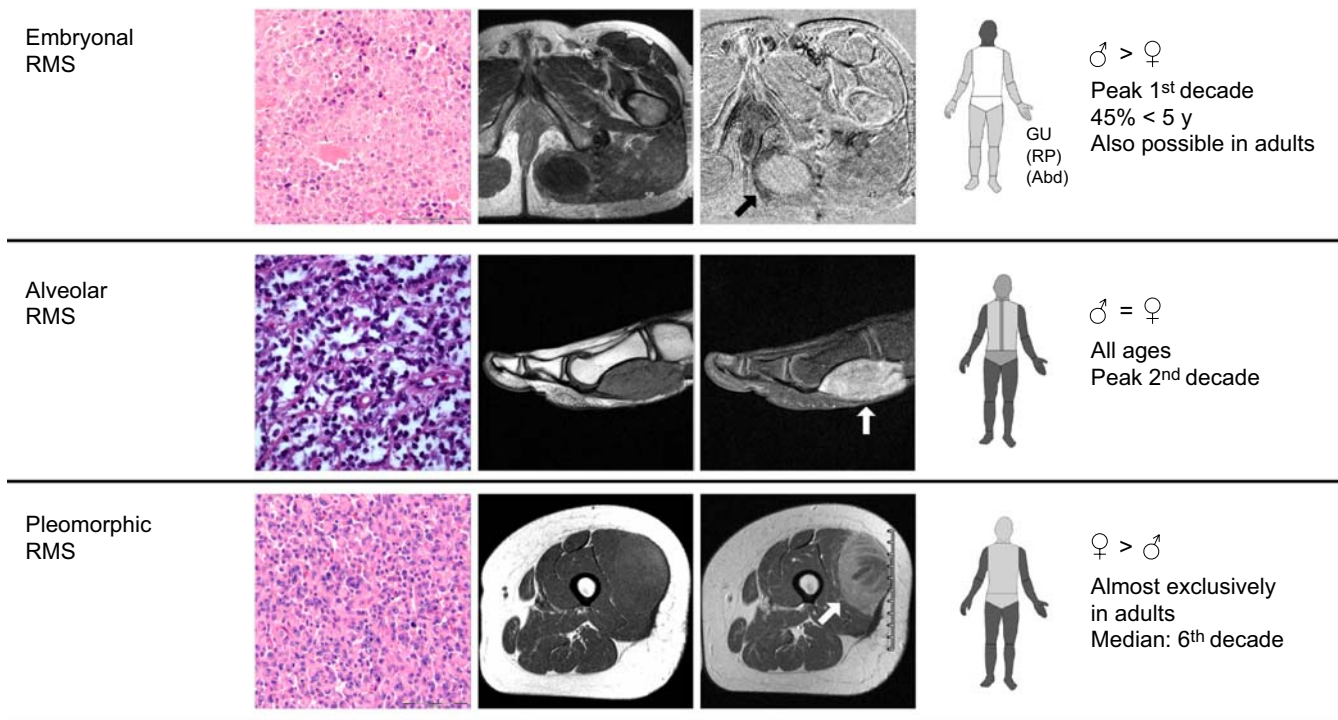 Embryonal
RMS
GU
(RP)
(Abd)
♂ > ♀
Peak 1st decade
45% < 5 y
Also possible in adults
Alveolar
RMS
♂ = ♀
All ages
Peak 2nd decade
Pleomorphic
RMS
♀ > ♂
Almost exclusively
in adults
Median: 6th decade